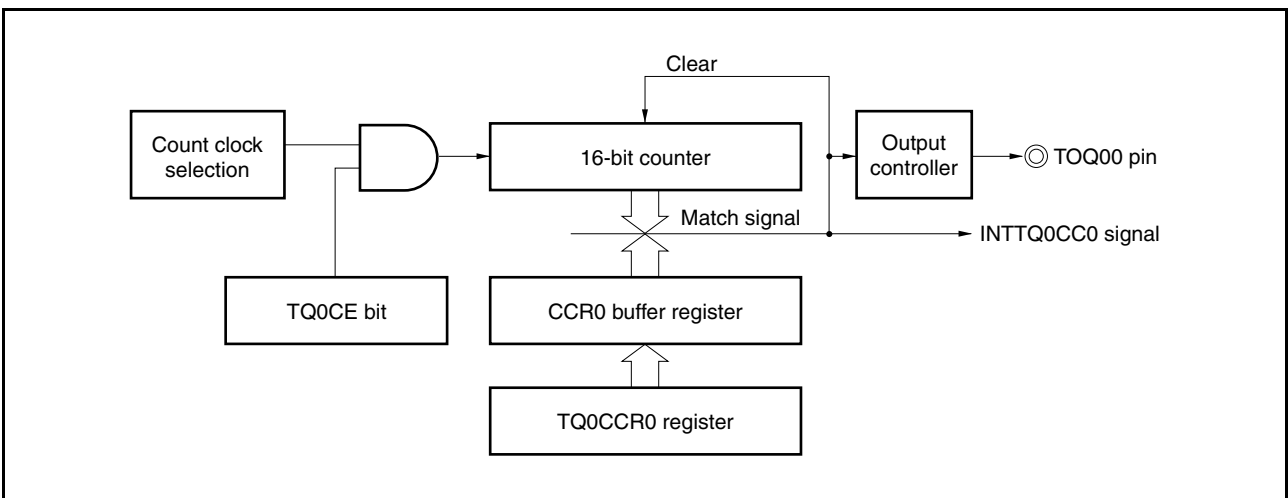 Clear
Count clock
selection
16-bit counter
Output
controller
TOQ00 pin
Match signal
INTTQ0CC0 signal
TQ0CE bit
CCR0 buffer register
TQ0CCR0 register